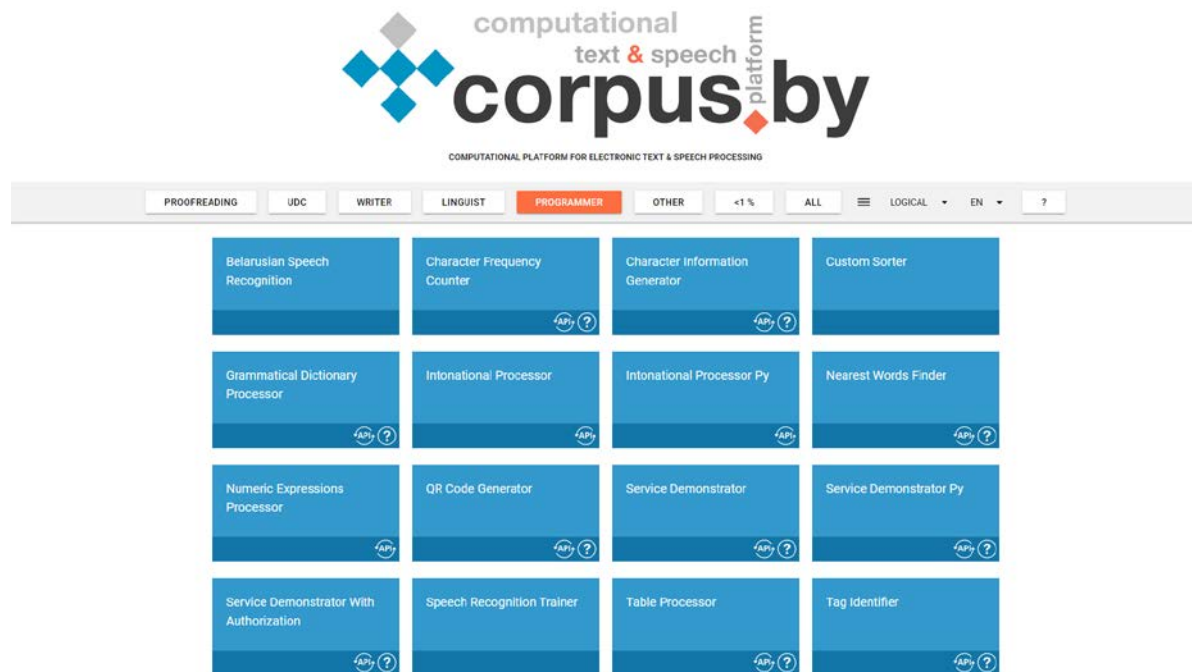 computational
text & speech
platform
corpus.by
COMPUTATIONAL PLATFORM FOR ELECTRONIC TEXT & SPEECH PROCESSING
PROOFREADING UDC WRITER LINGUIST PROGRAMMER OTHER <1 % ALL LOGICAL EN ?
Belarusian Speech
Recognition
Character Frequency
Counter
API ?
Character Information
Generator
API ?
Custom Sorter
Grammatical Dictionary
Processor
API ?
Intonational Processor
API
Intonational Processor Py
API
Nearest Words Finder
API ?
Numeric Expressions
Processor
API
QR Code Generator
API ?
Service Demonstrator
API ?
Service Demonstrator Py
API ?
Service Demonstrator With
Authorization
API ?
Speech Recognition Trainer
Table Processor
API ?
Tag Identifier
API ?